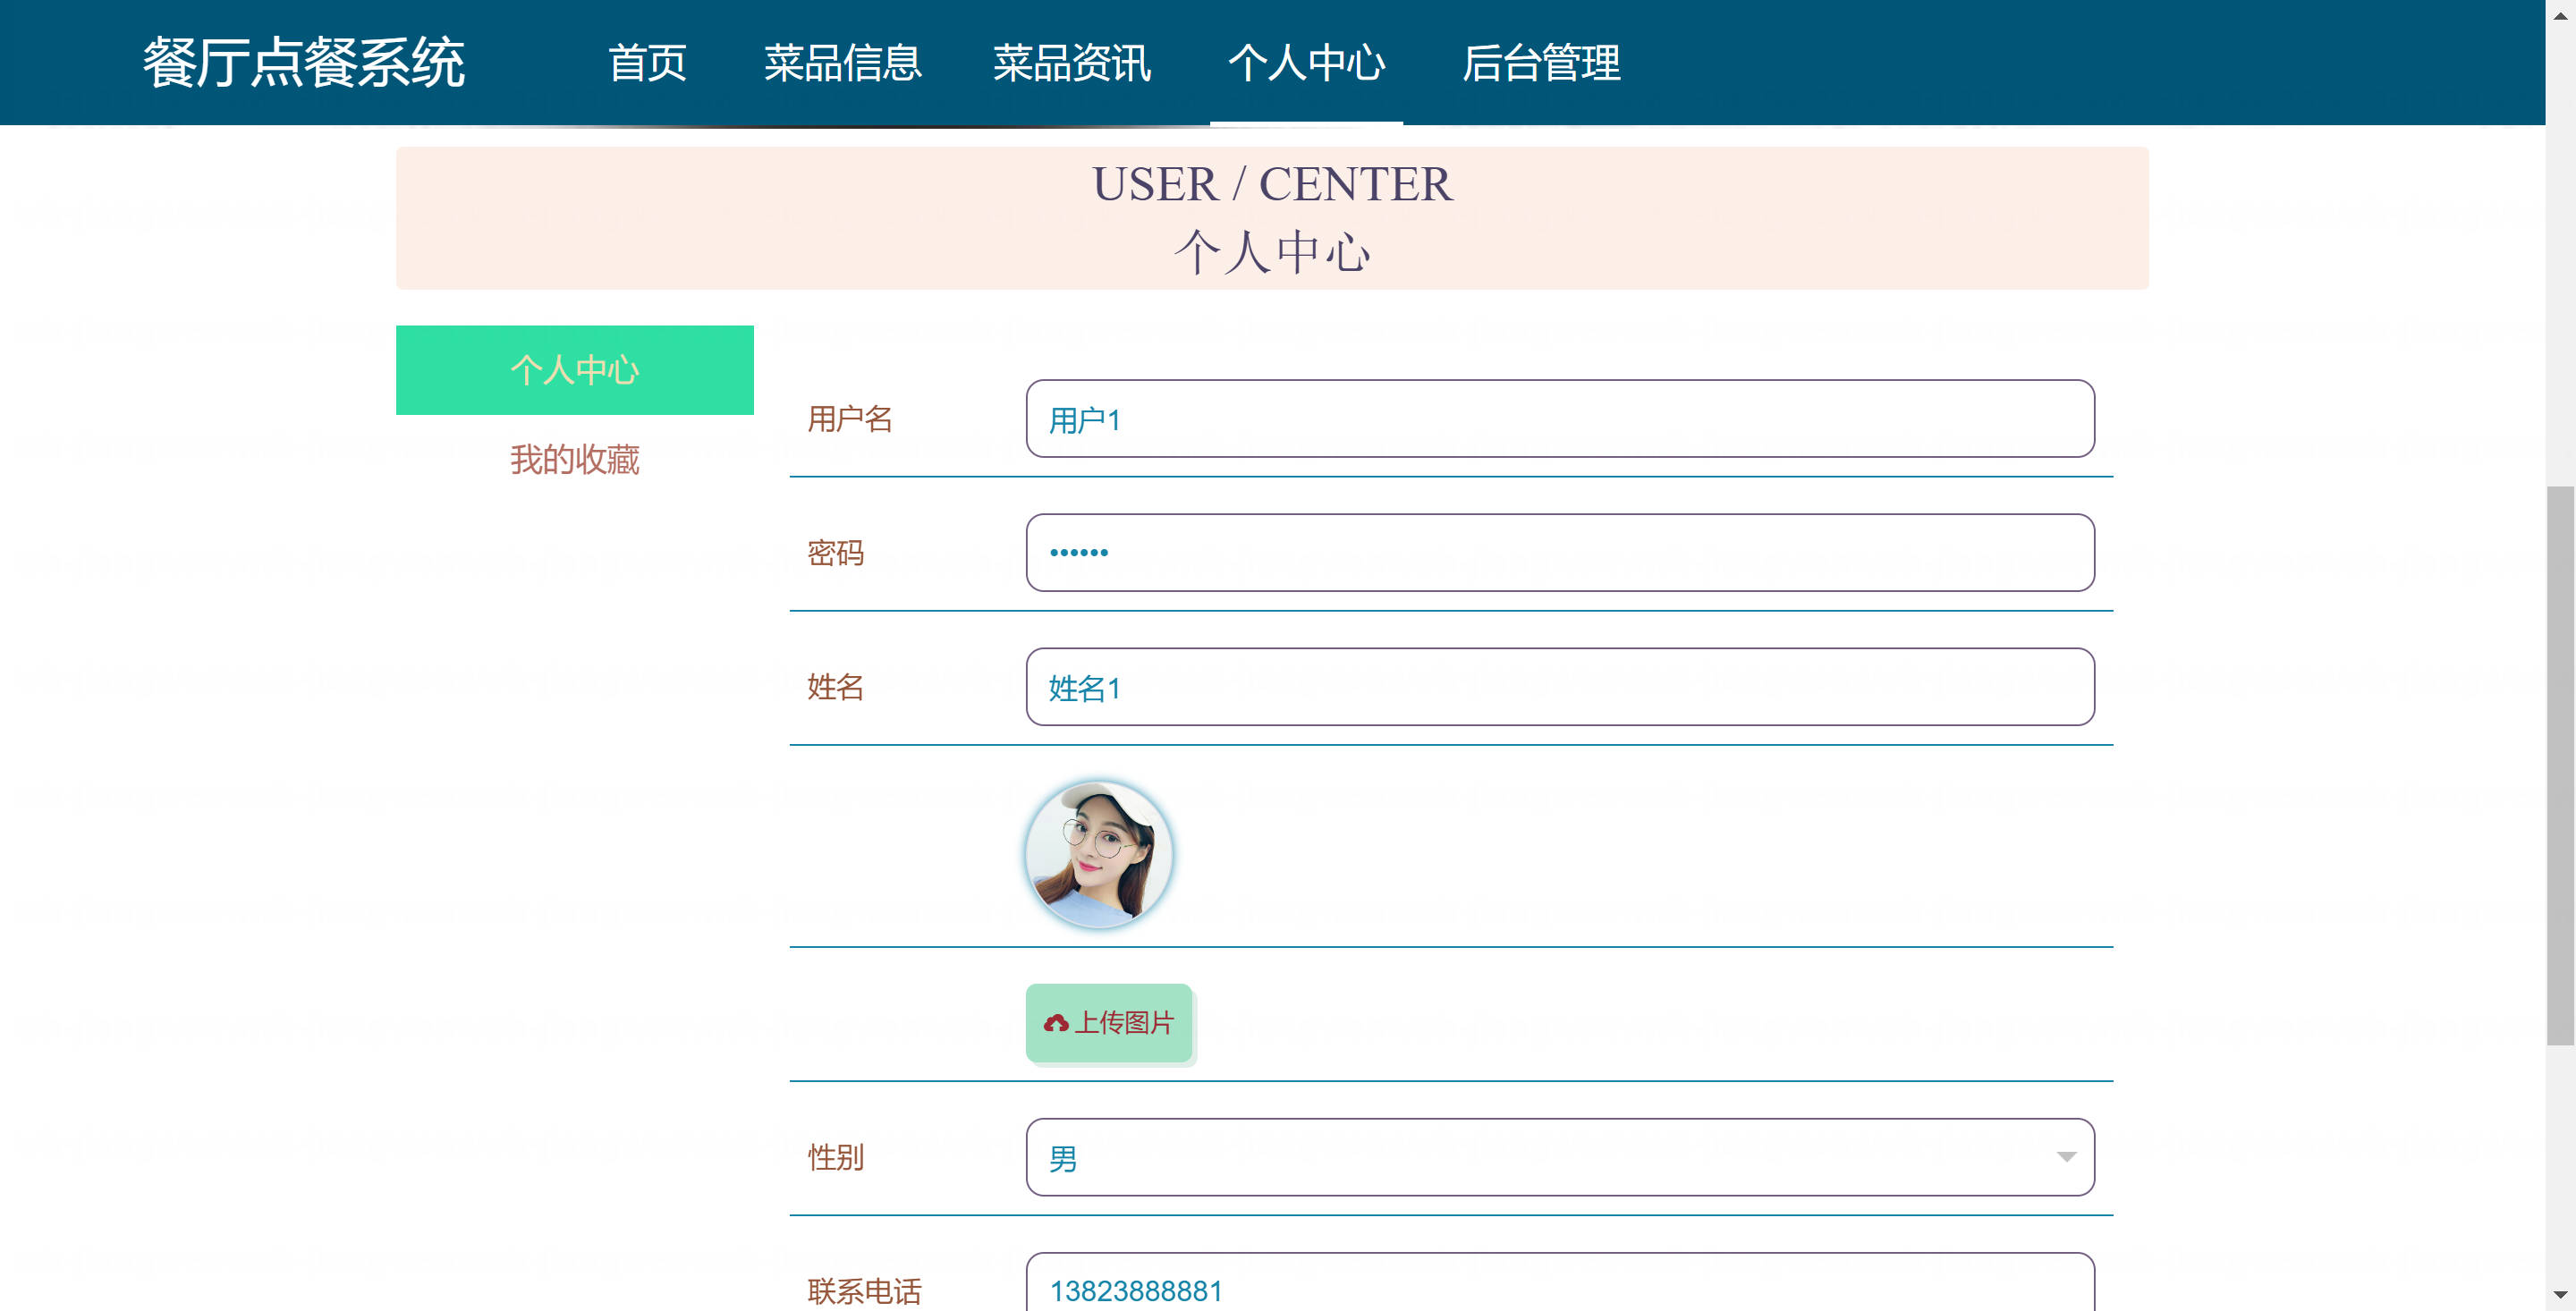 餐厅点餐系统 首页 菜品信息 菜品资讯 个人中心 后台管理
USER / CENTER
个人中心
个人中心
我的收藏
用户名 用户1
密码 ••••••
姓名 姓名1
上传图片
性别 男
联系电话 13823888881